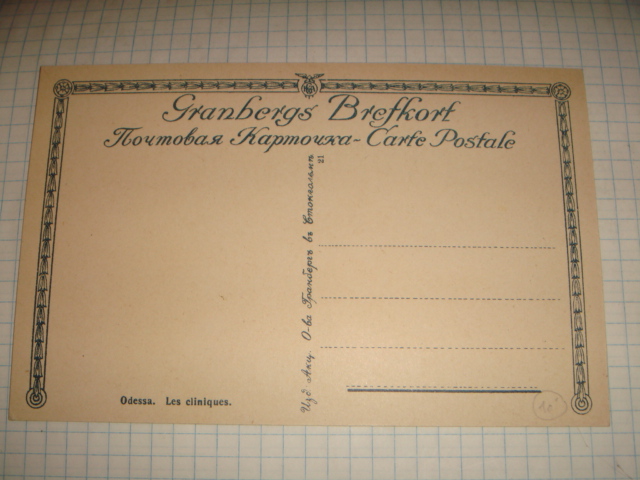 Granbergs Brefkort
Почтовая Карточка - Carte Postale
Изд. Акц. О-ва Гранбергъ въ Стокгольмѣ
21
Odessa. Les cliniques.